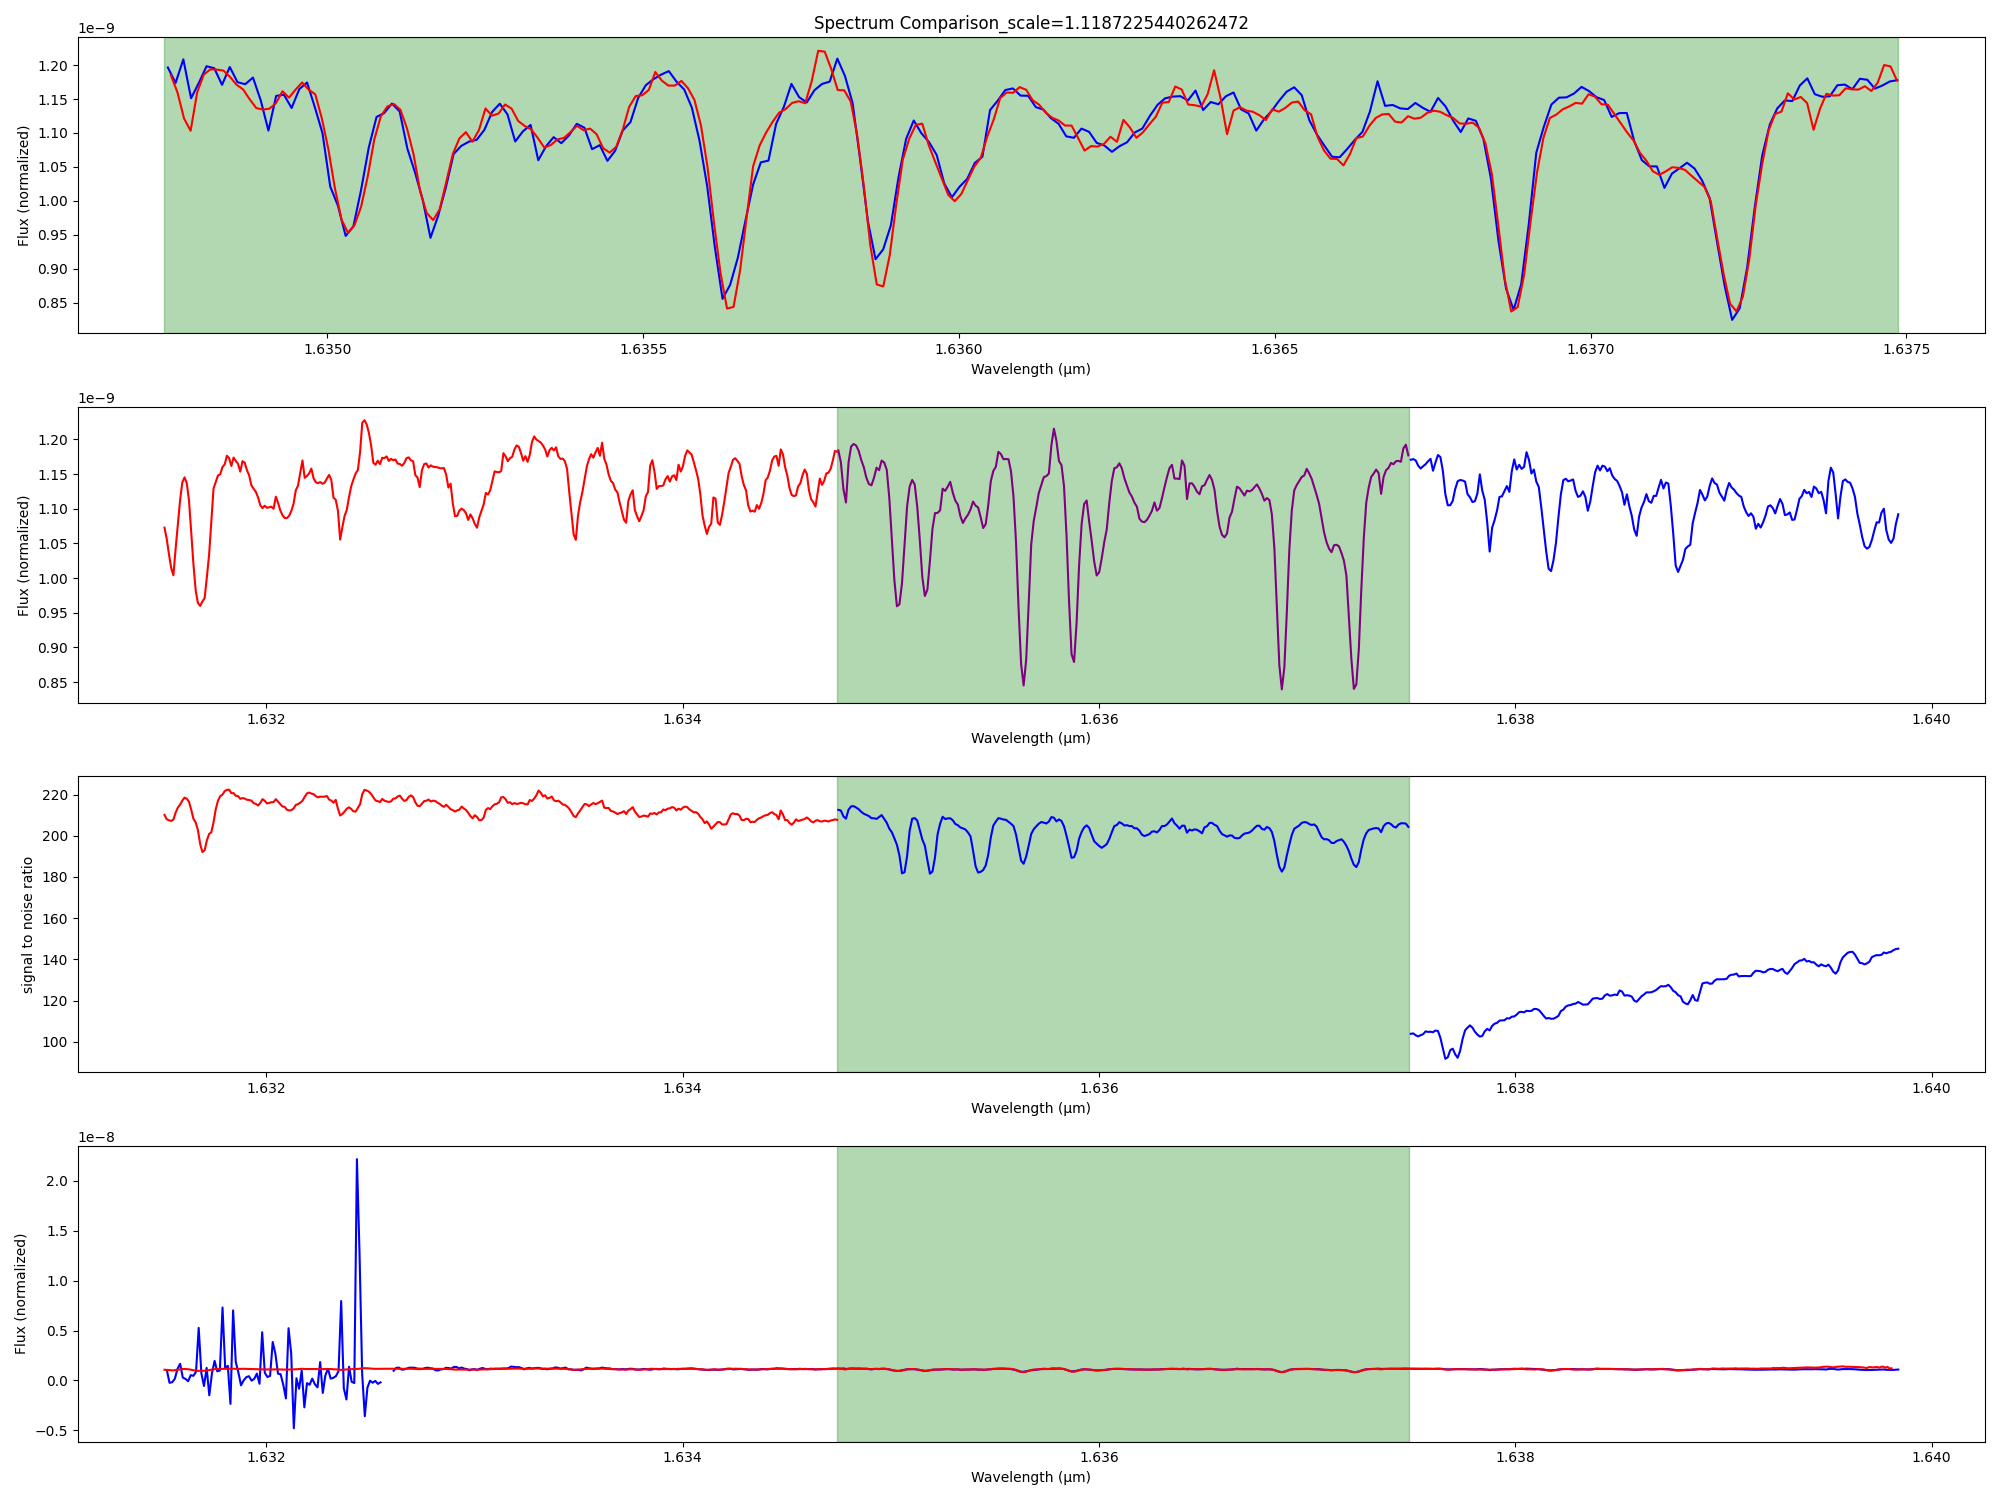 Spectrum Comparison_scale=1.1187225440262472
1e−9
1.20
1.15
1.10
1.05
1.00
0.95
0.90
0.85
Flux (normalized)
1.6350 1.6355 1.6360 1.6365 1.6370 1.6375
Wavelength (μm)
1e−9
1.20
1.15
1.10
1.05
1.00
0.95
0.90
0.85
Flux (normalized)
1.632 1.634 1.636 1.638 1.640
Wavelength (μm)
220
200
180
160
140
120
100
signal to noise ratio
1.632 1.634 1.636 1.638 1.640
Wavelength (μm)
1e−8
2.0
1.5
1.0
0.5
0.0
−0.5
Flux (normalized)
1.632 1.634 1.636 1.638 1.640
Wavelength (μm)